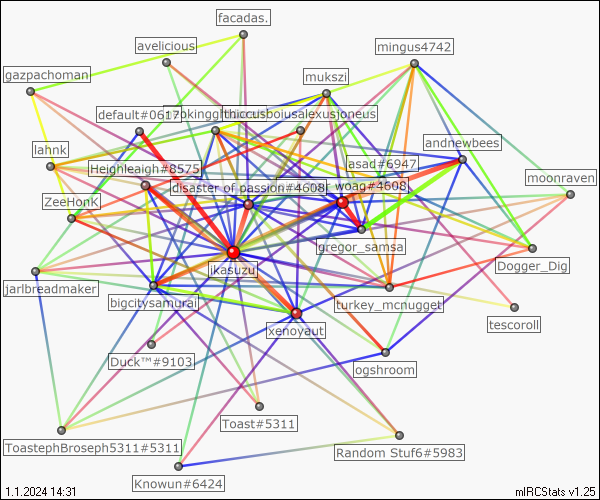 facadas.
avelicious
mingus4742
gazpachoman
mukszi
default#0617
thiccusboiusalexusjoneus
andnewbees
lahnk
asad#6947
Heighleaigh#8575
moonraven
disaster of passion#4608
woag#4608
ZeeHonK
gregor_samsa
Dogger_Dig
ikasuzu
jarlbreadmaker
bigcitysamurai
turkey_mcnugget
tescoroll
xenoyaut
Duck™#9103
ogshroom
Toast#5311
ToastephBroseph5311#5311
Random Stuf6#5983
Knowun#6424
1.1.2024 14:31
mIRCStats v1.25